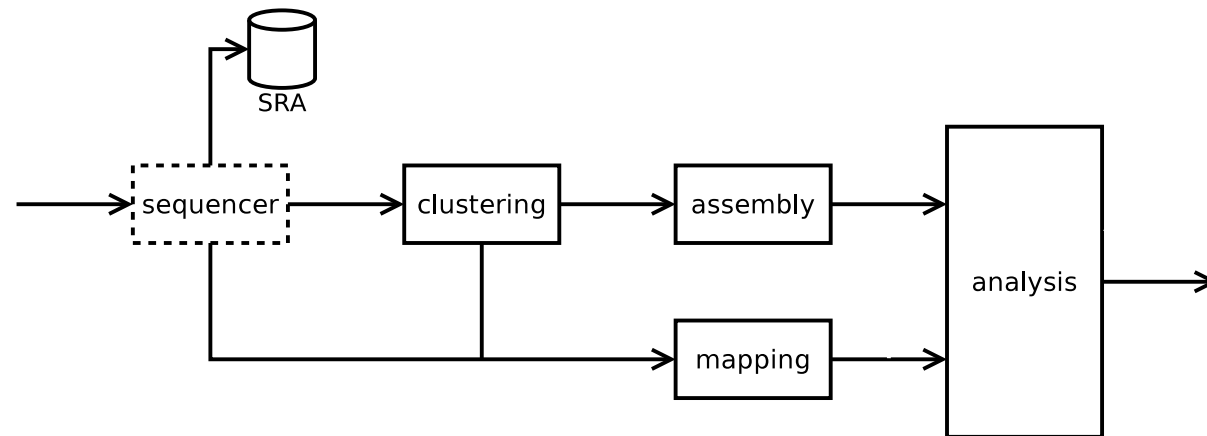 SRA
sequencer
clustering
assembly
analysis
mapping